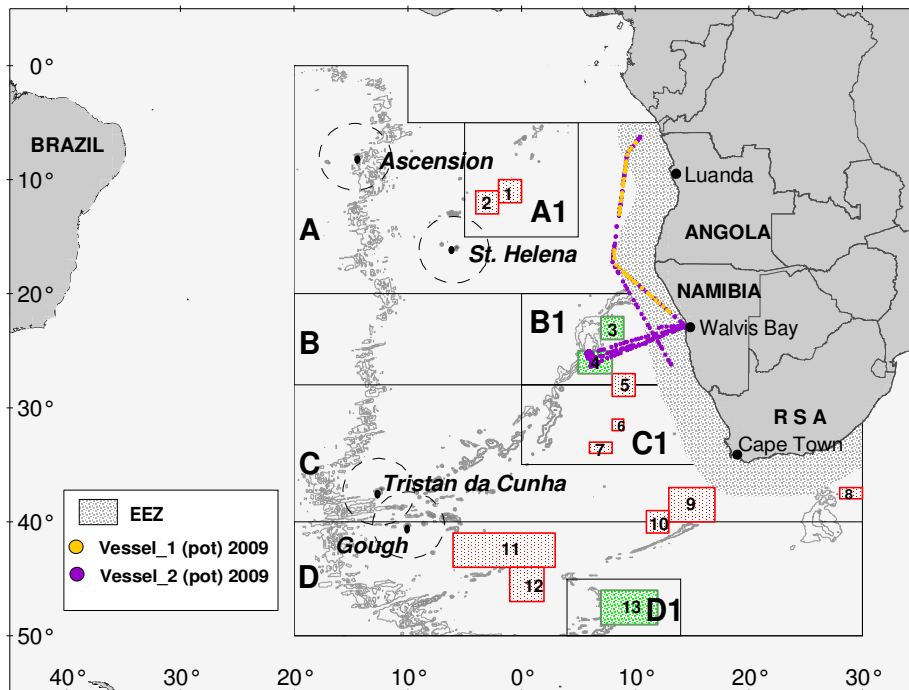 0°
BRAZIL
Ascension
10°
1
2
A1
Luanda
A
ANGOLA
St. Helena
20°
NAMIBIA
B1
3
Walvis Bay
B
4
5
30°
6
R S A
7
C1
Cape Town
C
Tristan da Cunha
8
9
EEZ
10
40°
Vessel_1 (pot) 2009
Gough
11
Vessel_2 (pot) 2009
D
12
13
D1
50°
40° 30° 20° 10° 0° 10° 20° 30°